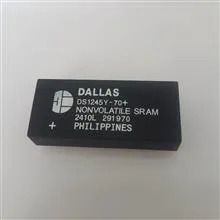 DALLAS
DS1245Y-70+
NONVOLATILE SRAM
2410L 291970
+ PHILIPPINES